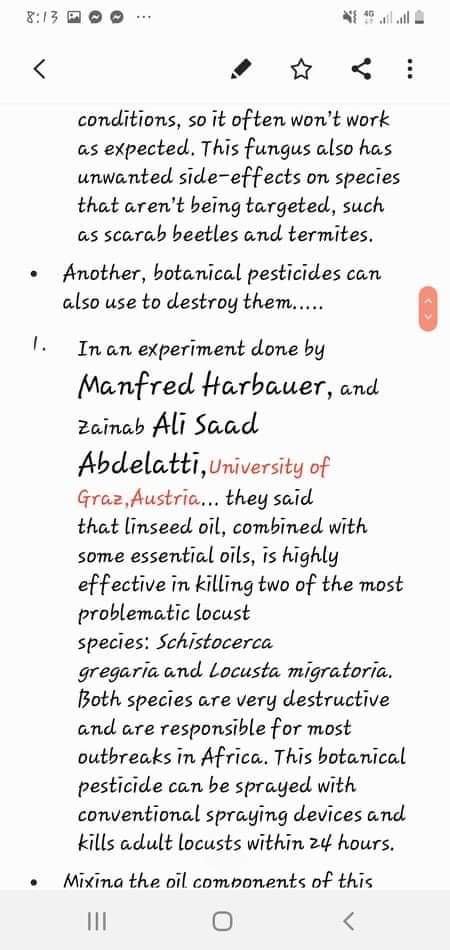 8:13
4G
conditions, so it often won't work
as expected. This fungus also has
unwanted side-effects on species
that aren't being targeted, such
as scarab beetles and termites.
• Another, botanical pesticides can
also use to destroy them.....
1. In an experiment done by
Manfred Harbauer, and
Zainab Ali Saad
Abdelatti,University of
Graz,Austria... they said
that linseed oil, combined with
some essential oils, is highly
effective in killing two of the most
problematic locust
species: Schistocerca
gregaria and Locusta migratoria.
Both species are very destructive
and are responsible for most
outbreaks in Africa. This botanical
pesticide can be sprayed with
conventional spraying devices and
kills adult locusts within 24 hours.
• Mixing the oil components of this